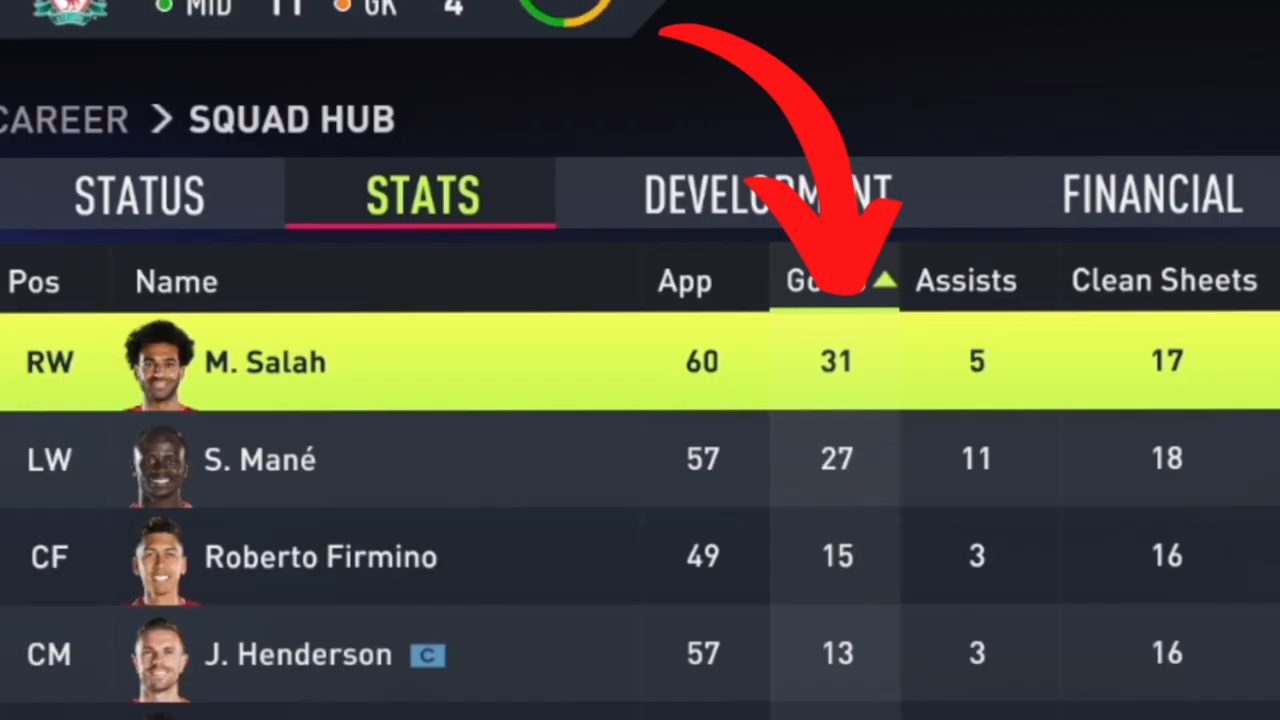 MID 11 GK 4
CAREER > SQUAD HUB
STATUS STATS DEVELOPMENT FINANCIAL
Pos Name App Assists Clean Sheets
RW M. Salah 60 31 5 17
LW S. Mané 57 27 11 18
CF Roberto Firmino 49 15 3 16
CM J. Henderson C 57 13 3 16